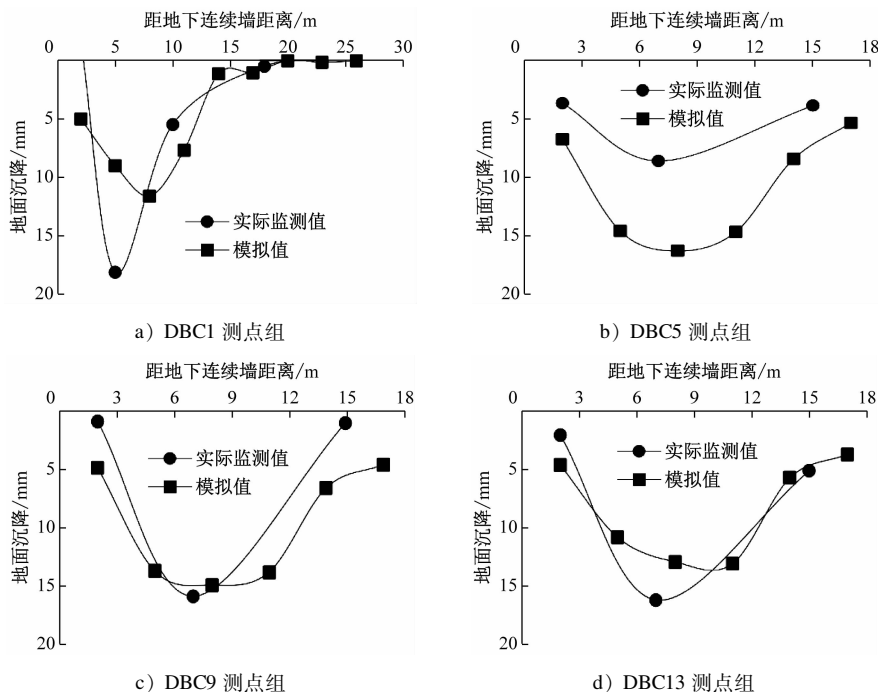 距地下连续墙距离/m
0 5 10 15 20 25 30
5
10
15
20
地面沉降/mm
实际监测值
模拟值
a) DBC1 测点组
距地下连续墙距离/m
0 3 6 9 12 15 18
5
10
15
20
地面沉降/mm
实际监测值
模拟值
b) DBC5 测点组
距地下连续墙距离/m
0 3 6 9 12 15 18
5
10
15
20
地面沉降/mm
实际监测值
模拟值
c) DBC9 测点组
距地下连续墙距离/m
0 3 6 9 12 15 18
5
10
15
20
地面沉降/mm
实际监测值
模拟值
d) DBC13 测点组